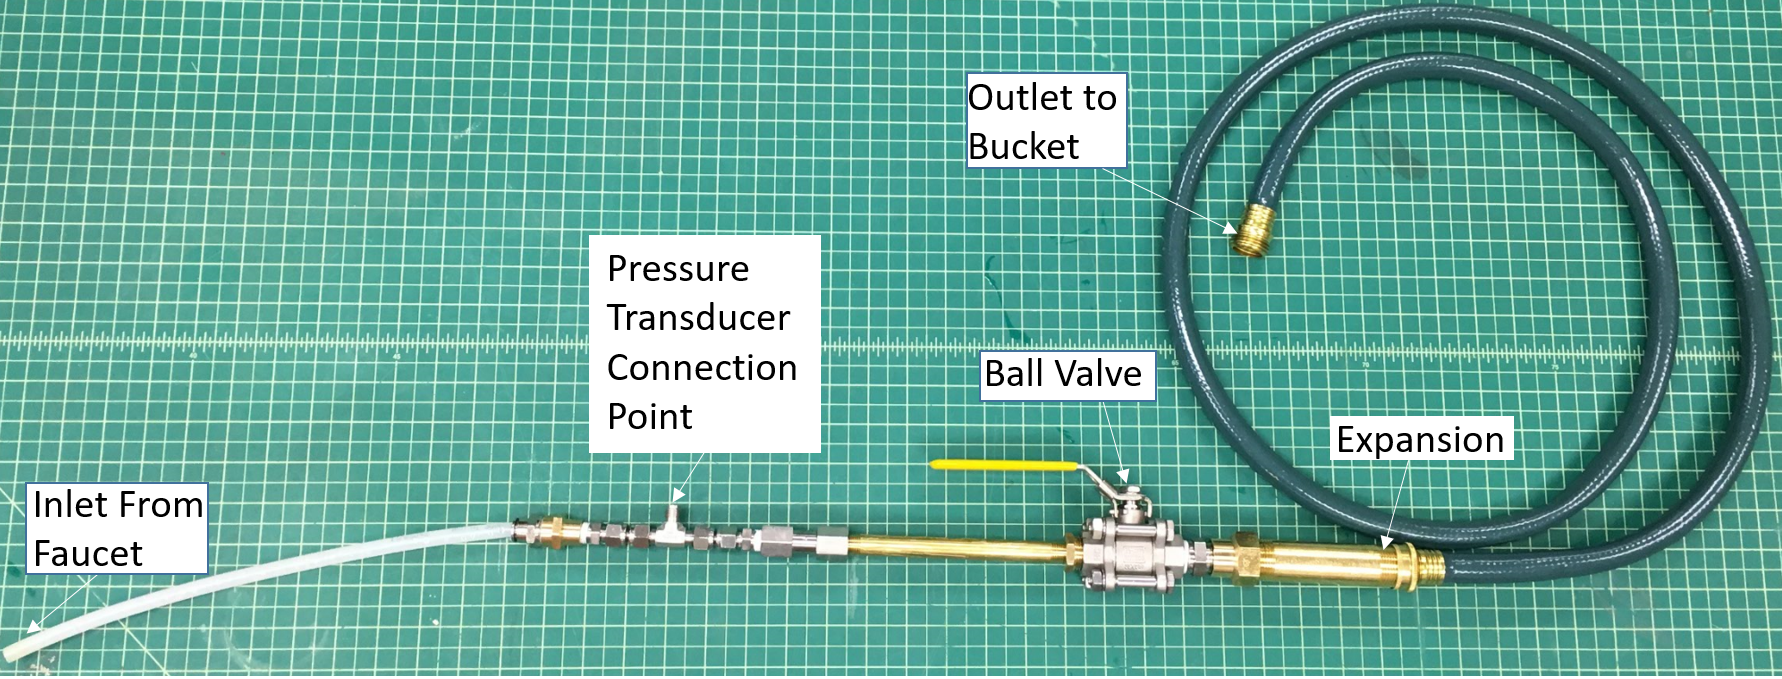 Outlet to
Bucket
Pressure
Transducer
Connection
Point
Ball Valve
Expansion
Inlet From
Faucet